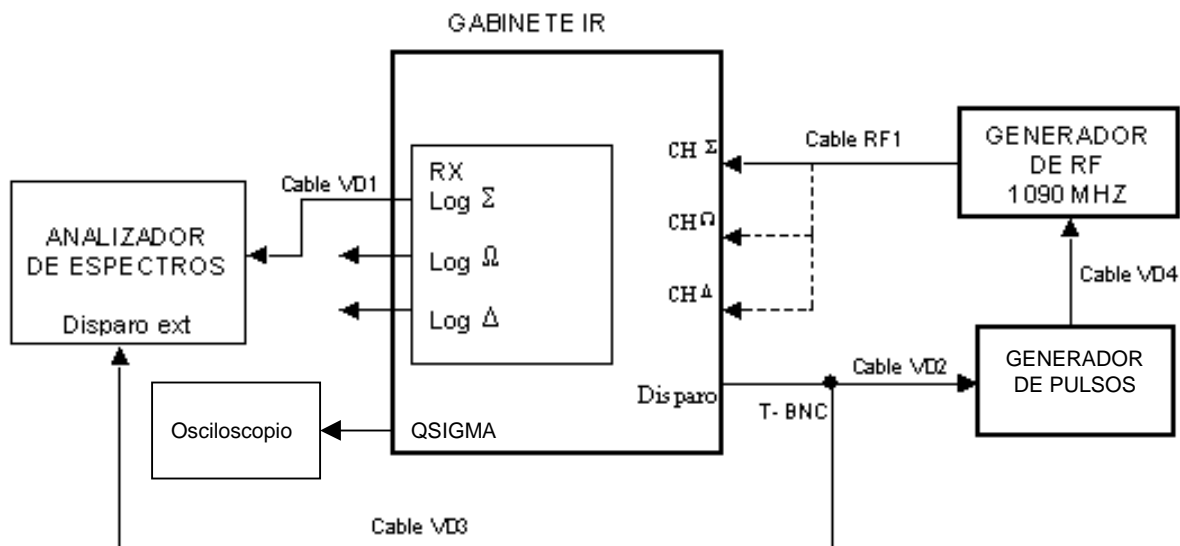 GABINETE IR
GENERADOR
DE RF
1090 MHZ
Cable RF1
CH Σ
CH Ω
CH Δ
RX
Log Σ
Log Ω
Log Δ
Cable VD1
ANALIZADOR
DE ESPECTROS
Disparo ext
Cable VD4
GENERADOR
DE PULSOS
Cable VD2
Disparo
T- BNC
Osciloscopio
QSIGMA
Cable VD3